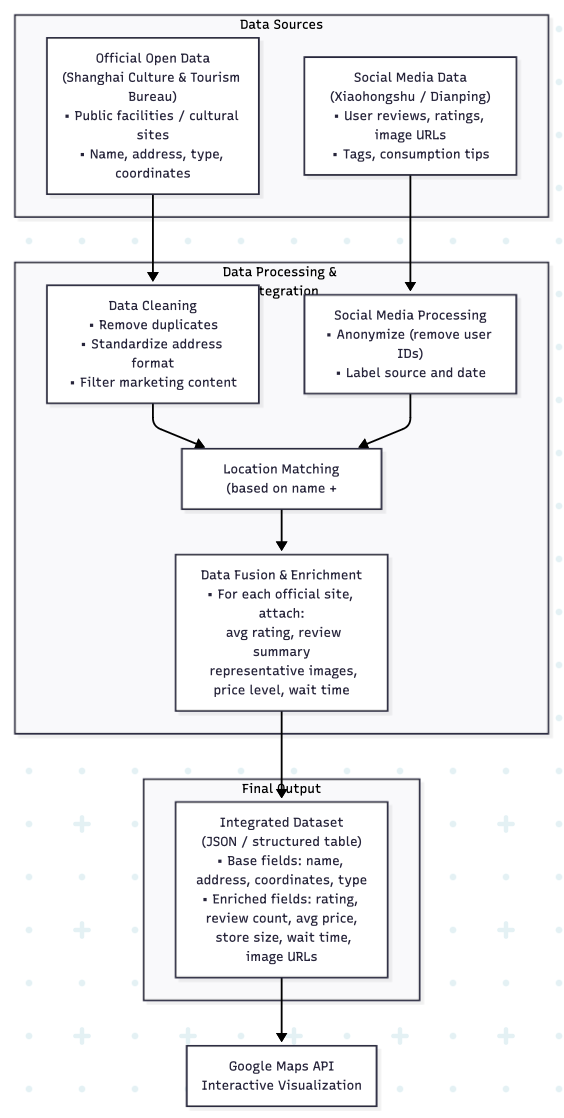 Data Sources
Official Open Data
(Shanghai Culture & Tourism
Bureau)
▪ Public facilities / cultural
sites
▪ Name, address, type,
coordinates
Social Media Data
(Xiaohongshu / Dianping)
▪ User reviews, ratings,
image URLs
▪ Tags, consumption tips
Data Processing &
tegration
Data Cleaning
▪ Remove duplicates
▪ Standardize address
format
▪ Filter marketing content
Social Media Processing
▪ Anonymize (remove user
IDs)
▪ Label source and date
Location Matching
(based on name +
Data Fusion & Enrichment
▪ For each official site,
attach:
avg rating, review
summary
representative images,
price level, wait time
Final Output
Integrated Dataset
(JSON / structured table)
▪ Base fields: name,
address, coordinates, type
▪ Enriched fields: rating,
review count, avg price,
store size, wait time,
image URLs
Google Maps API
Interactive Visualization